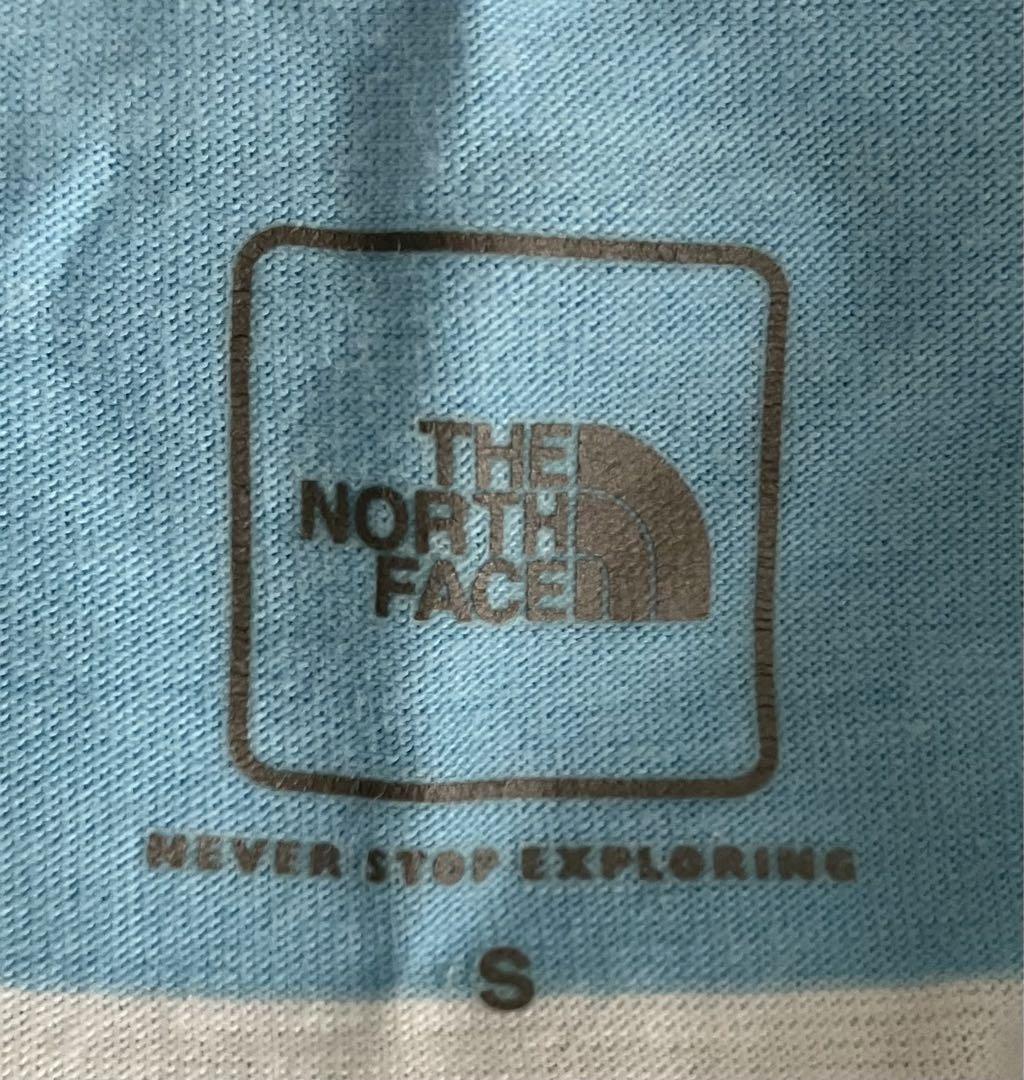 THE
NORTH
FACE
NEVER STOP EXPLORING
S